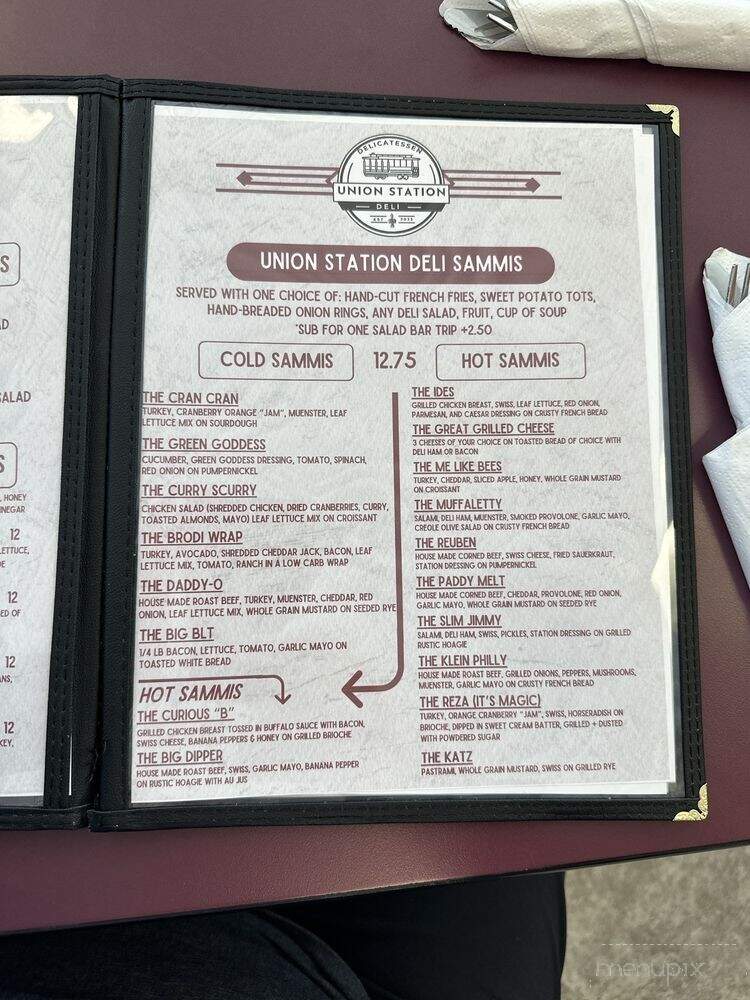 DELICATESSEN
UNION STATION
DELI
EST 2022
UNION STATION DELI SAMMIS
SERVED WITH ONE CHOICE OF: HAND-CUT FRENCH FRIES, SWEET POTATO TOTS,
HAND-BREADED ONION RINGS, ANY DELI SALAD, FRUIT, CUP OF SOUP
*SUB FOR ONE SALAD BAR TRIP +2.50
COLD SAMMIS 12.75 HOT SAMMIS
THE CRAN CRAN
TURKEY, CRANBERRY ORANGE "JAM", MUENSTER, LEAF
LETTUCE MIX ON SOURDOUGH
THE GREEN GODDESS
CUCUMBER, GREEN GODDESS DRESSING, TOMATO, SPINACH,
RED ONION ON PUMPERNICKEL
THE CURRY SCURRY
CHICKEN SALAD (SHREDDED CHICKEN, DRIED CRANBERRIES, CURRY,
TOASTED ALMONDS, MAYO) LEAF LETTUCE MIX ON CROISSANT
THE BRODI WRAP
TURKEY, AVOCADO, SHREDDED CHEDDAR JACK, BACON, LEAF
LETTUCE MIX, TOMATO, RANCH IN A LOW CARB WRAP
THE DADDY-O
HOUSE MADE ROAST BEEF, TURKEY, MUENSTER, CHEDDAR, RED
ONION, LEAF LETTUCE MIX, WHOLE GRAIN MUSTARD ON SEEDED RYE
THE BIG BLT
1/4 LB BACON, LETTUCE, TOMATO, GARLIC MAYO ON
TOASTED WHITE BREAD
HOT SAMMIS
THE CURIOUS "B"
GRILLED CHICKEN BREAST TOSSED IN BUFFALO SAUCE WITH BACON,
SWISS CHEESE, BANANA PEPPERS & HONEY ON GRILLED BRIOCHE
THE BIG DIPPER
HOUSE MADE ROAST BEEF, SWISS, GARLIC MAYO, BANANA PEPPER
ON RUSTIC HOAGIE WITH AU JUS
THE IDES
GRILLED CHICKEN BREAST, SWISS, LEAF LETTUCE, RED ONION,
PARMESAN, AND CAESAR DRESSING ON CRUSTY FRENCH BREAD
THE GREAT GRILLED CHEESE
3 CHEESES OF YOUR CHOICE ON TOASTED BREAD OF CHOICE WITH
DELI HAM OR BACON
THE ME LIKE BEES
TURKEY, CHEDDAR, SLICED APPLE, HONEY, WHOLE GRAIN MUSTARD
ON CROISSANT
THE MUFFALETTY
SALAMI, DELI HAM, MUENSTER, SMOKED PROVOLONE, GARLIC MAYO,
CREOLE OLIVE SALAD ON CRUSTY FRENCH BREAD
THE REUBEN
HOUSE MADE CORNED BEEF, SWISS CHEESE, FRIED SAUERKRAUT,
STATION DRESSING ON PUMPERNICKEL
THE PADDY MELT
HOUSE MADE CORNED BEEF, CHEDDAR, PROVOLONE, RED ONION,
GARLIC MAYO, WHOLE GRAIN MUSTARD ON SEEDED RYE
THE SLIM JIMMY
SALAMI, DELI HAM, SWISS, PICKLES, STATION DRESSING ON GRILLED
RUSTIC HOAGIE
THE KLEIN PHILLY
HOUSE MADE ROAST BEEF, GRILLED ONIONS, PEPPERS, MUSHROOMS,
MUENSTER, GARLIC MAYO ON CRUSTY FRENCH BREAD
THE REZA (IT'S MAGIC)
TURKEY, ORANGE CRANBERRY "JAM", SWISS, HORSERADISH ON
BRIOCHE, DIPPED IN SWEET CREAM BATTER, GRILLED + DUSTED
WITH POWDERED SUGAR
THE KATZ
PASTRAMI, WHOLE GRAIN MUSTARD, SWISS ON GRILLED RYE
SALAD
HONEY
12
12
12
12
menupix